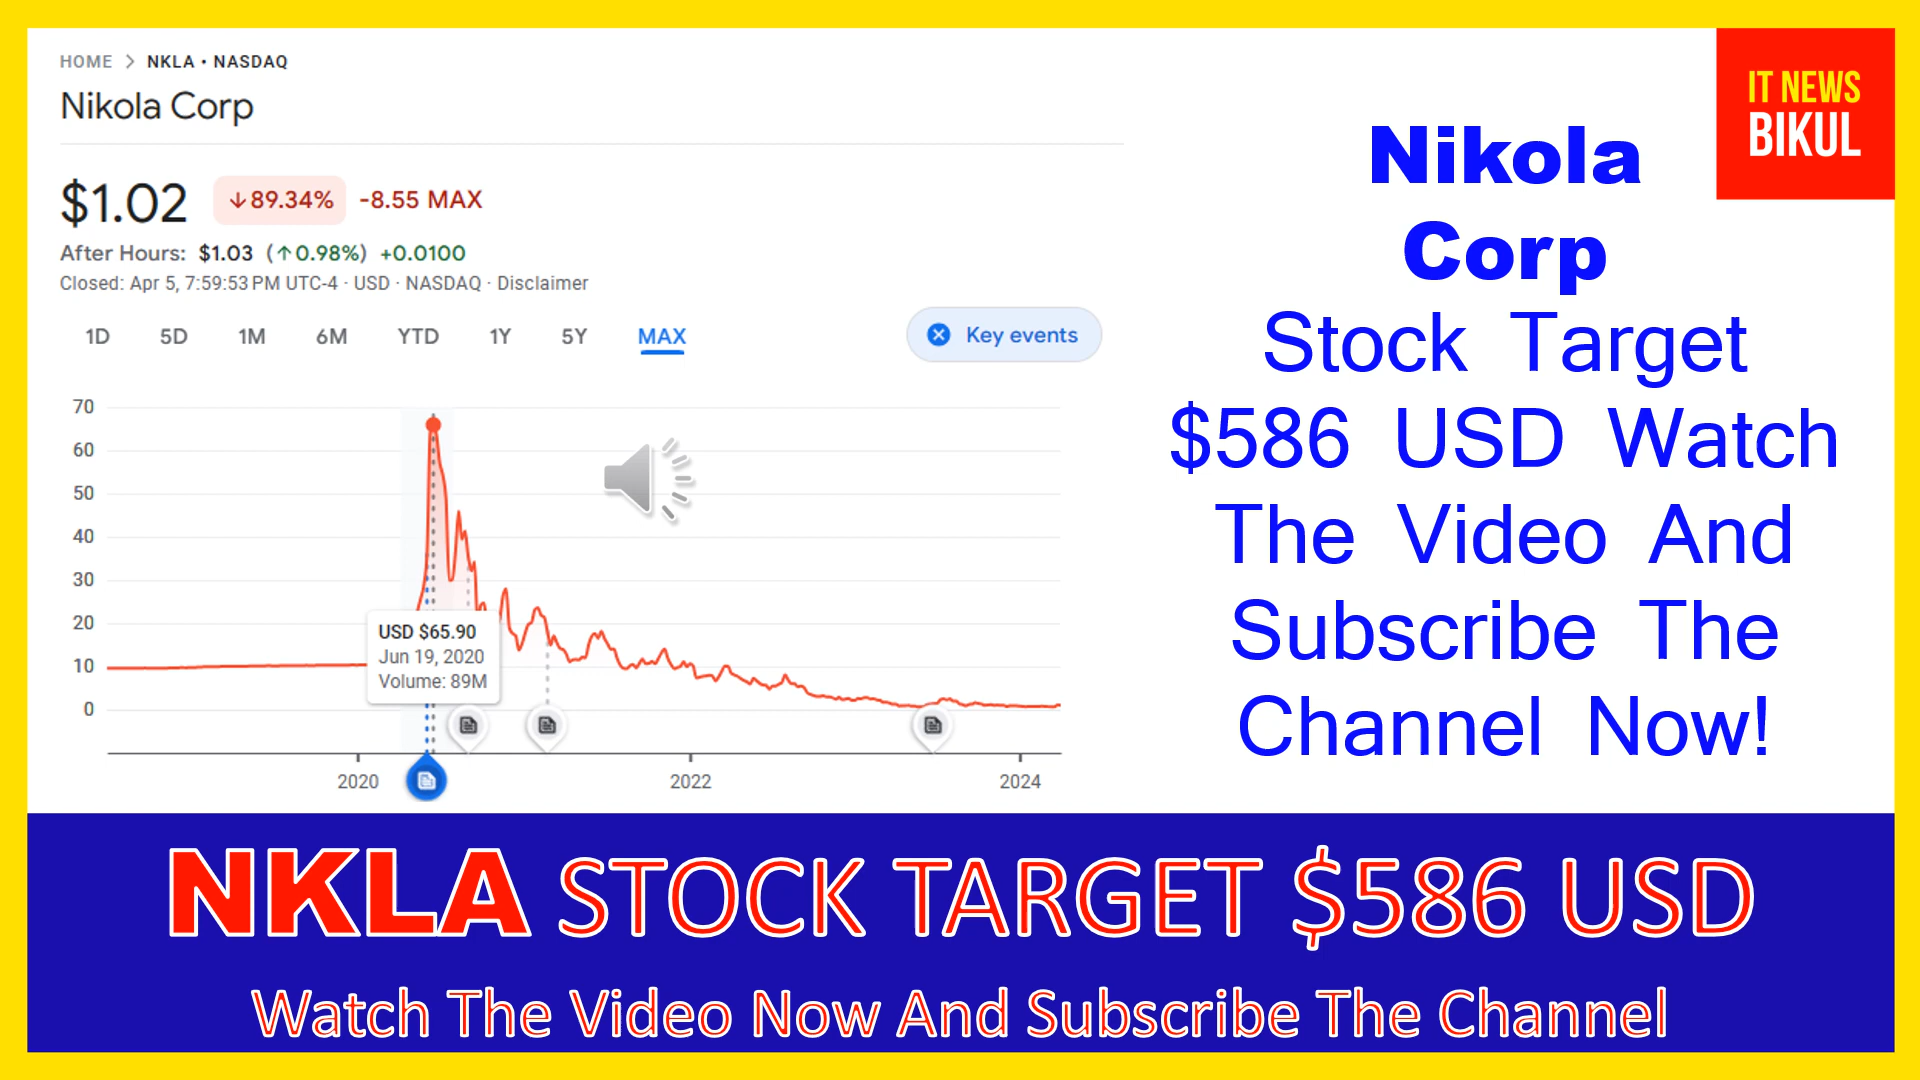 HOME > NKLA • NASDAQ
Nikola Corp
$1.02 ↓89.34% -8.55 MAX
After Hours: $1.03 (↑0.98%) +0.0100
Closed: Apr 5, 7:59:53 PM UTC-4 · USD · NASDAQ · Disclaimer
1D 5D 1M 6M YTD 1Y 5Y MAX
Key events
70
60
50
40
30
20
10
0
USD $65.90
Jun 19, 2020
Volume: 89M
2020 2022 2024
IT NEWS
BIKUL
Nikola
Corp
Stock Target
$586 USD Watch
The Video And
Subscribe The
Channel Now!
NKLA STOCK TARGET $586 USD
Watch The Video Now And Subscribe The Channel